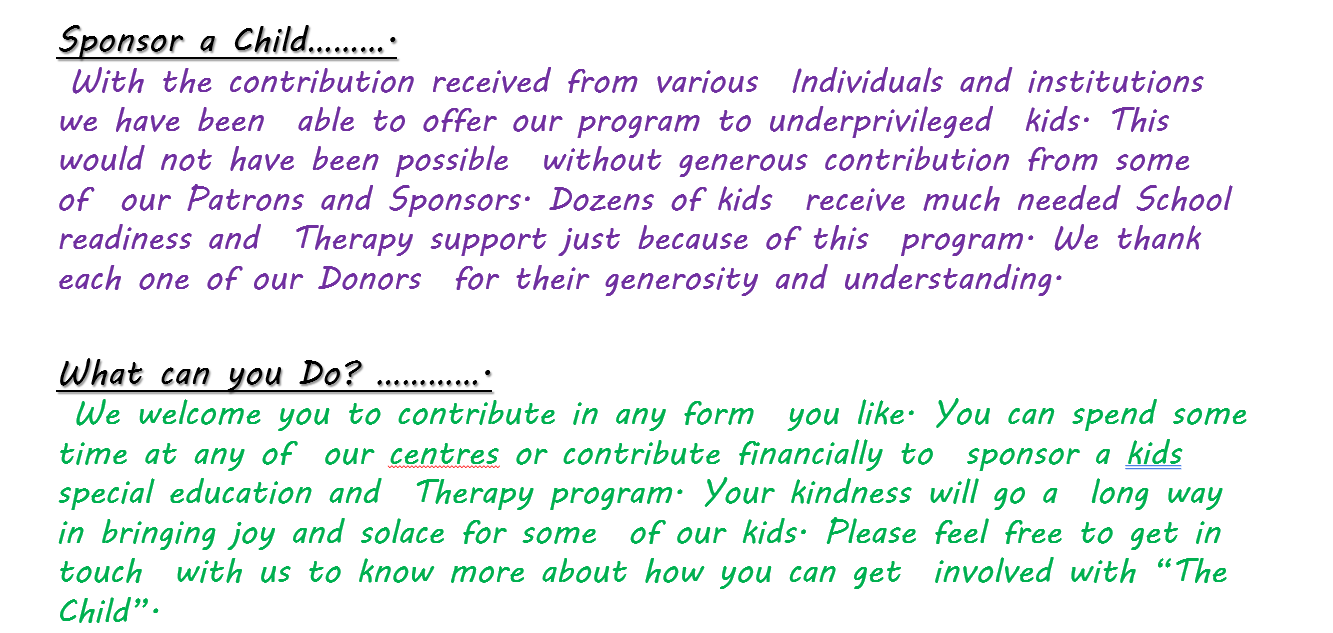 Sponsor a Child..........
With the contribution received from various Individuals and institutions
we have been able to offer our program to underprivileged kids. This
would not have been possible without generous contribution from some
of our Patrons and Sponsors. Dozens of kids receive much needed School
readiness and Therapy support just because of this program. We thank
each one of our Donors for their generosity and understanding.
What can you Do? .............
We welcome you to contribute in any form you like. You can spend some
time at any of our centres or contribute financially to sponsor a kids
special education and Therapy program. Your kindness will go a long way
in bringing joy and solace for some of our kids. Please feel free to get in
touch with us to know more about how you can get involved with “The
Child”.